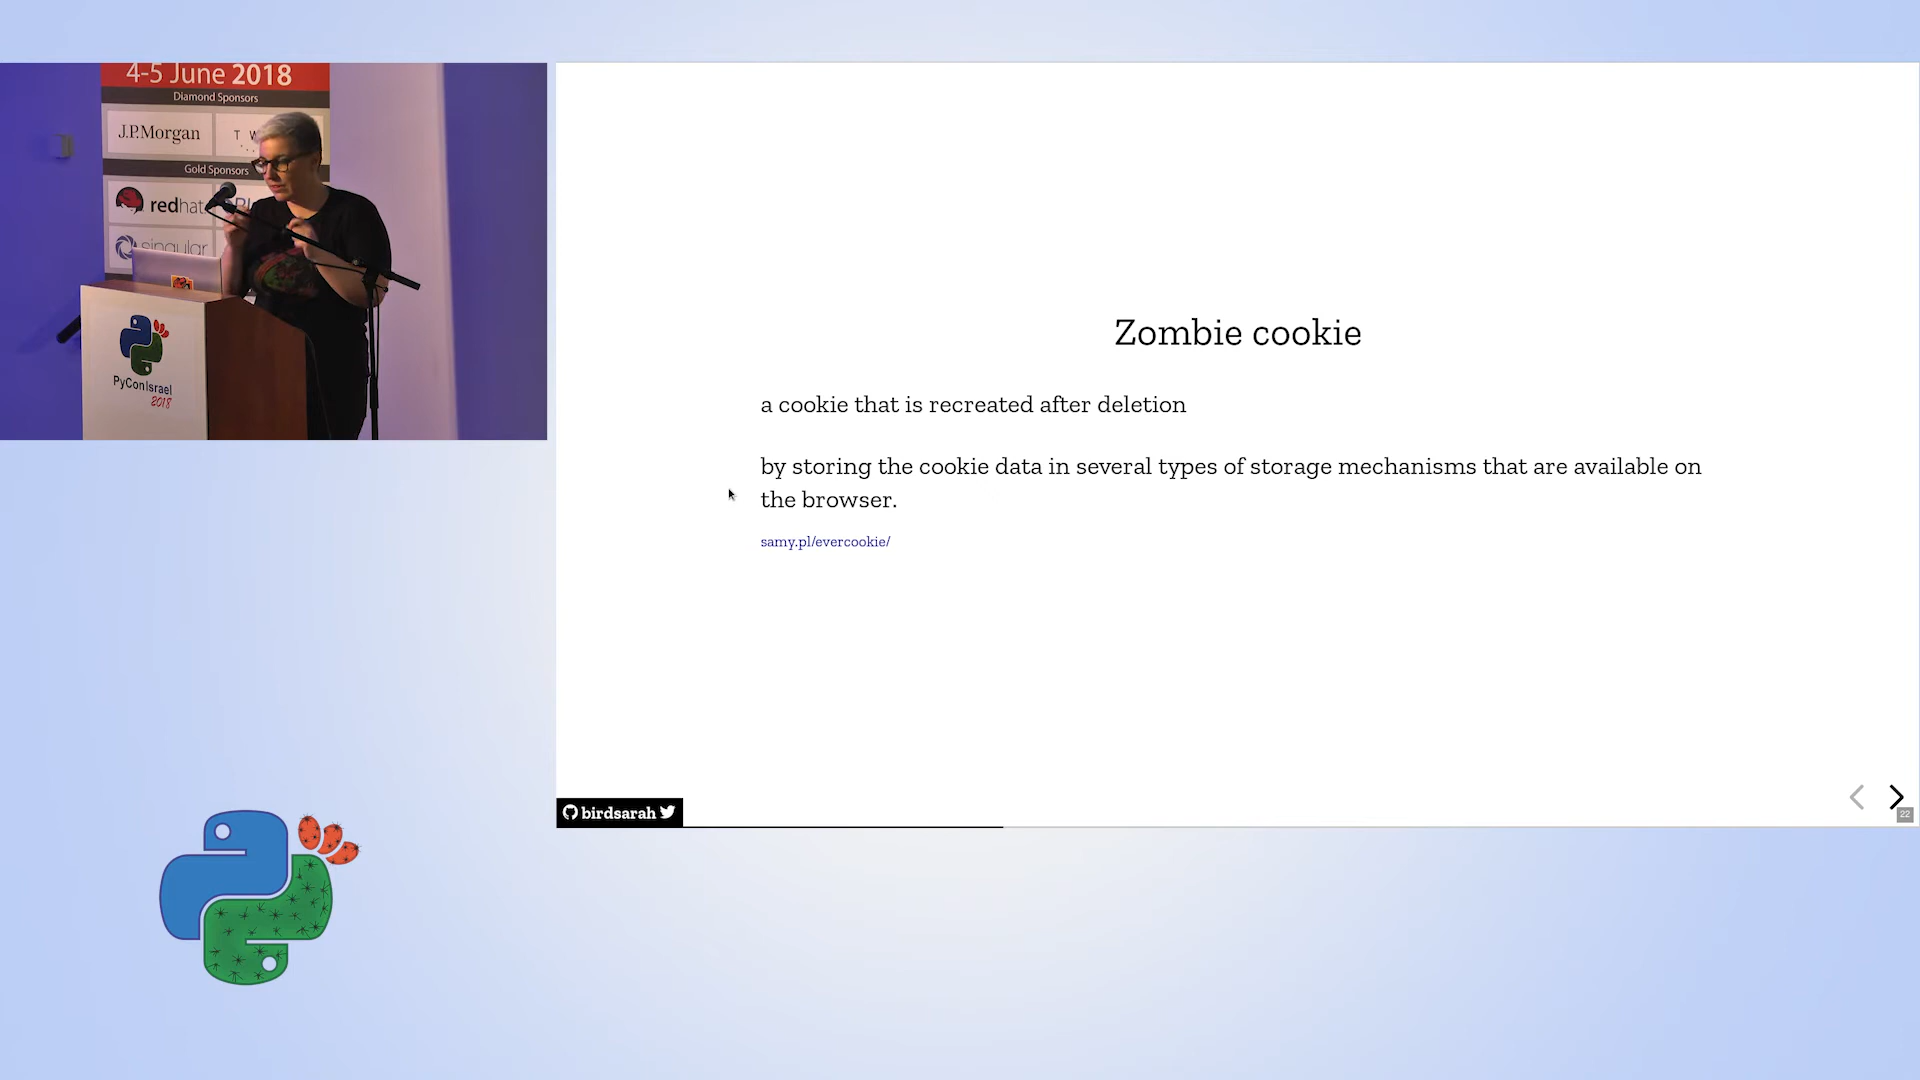 4-5 June 2018
Diamond Sponsors
J.P.Morgan
T W
Gold Sponsors
redhat
singular
PyConIsrael
2018
Zombie cookie
a cookie that is recreated after deletion
by storing the cookie data in several types of storage mechanisms that are available on
the browser.
samy.pl/evercookie/
birdsarah
22